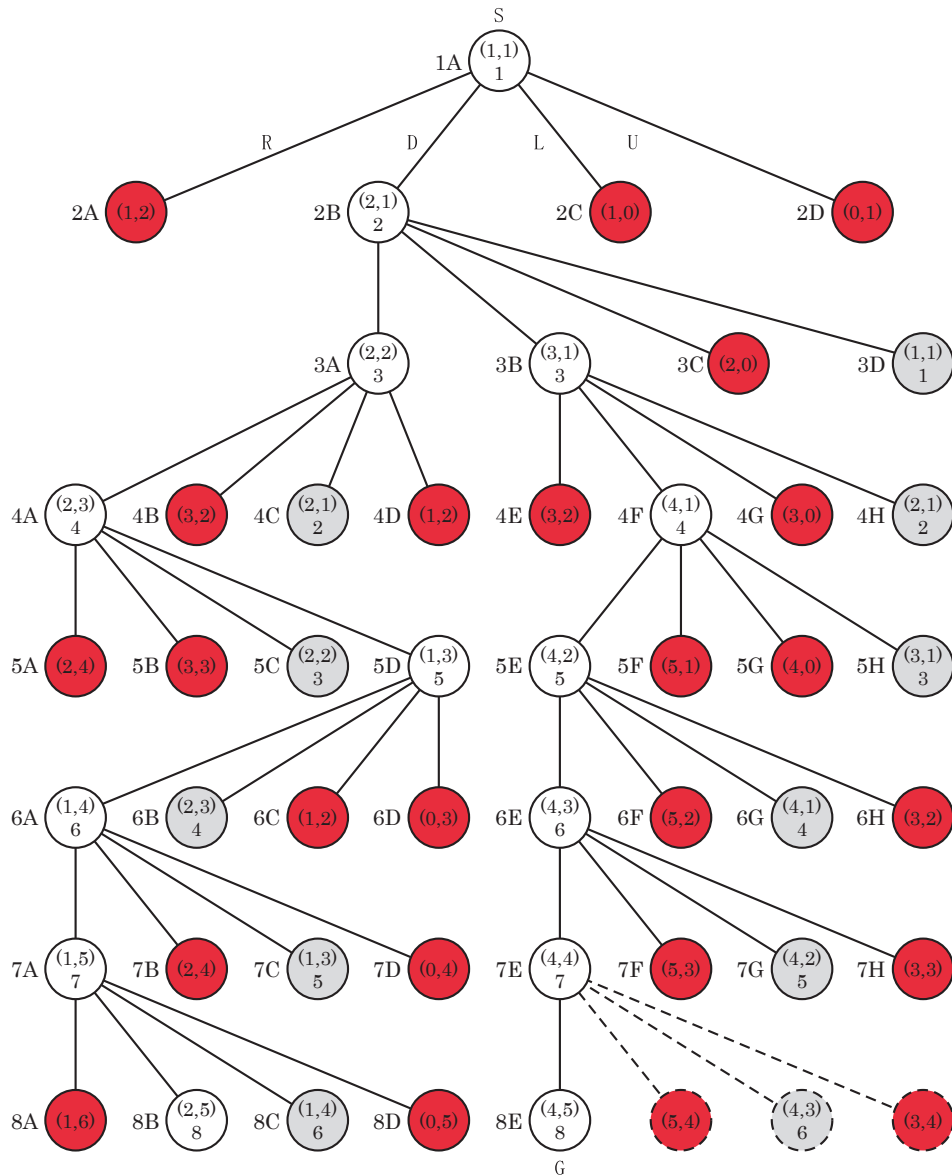 S
1A (1,1)
1
R D L U
2A (1,2) 2B (2,1) 2C (1,0) 2D (0,1)
2
3A (2,2) 3B (3,1) 3C (2,0) 3D (1,1)
3 3 1
4A (2,3) 4B (3,2) 4C (2,1) 4D (1,2) 4E (3,2) 4F (4,1) 4G (3,0) 4H (2,1)
4 2 4 2
5A (2,4) 5B (3,3) 5C (2,2) 5D (1,3) 5E (4,2) 5F (5,1) 5G (4,0) 5H (3,1)
3 5 5 3
6A (1,4) 6B (2,3) 6C (1,2) 6D (0,3) 6E (4,3) 6F (5,2) 6G (4,1) 6H (3,2)
6 4 6 4
7A (1,5) 7B (2,4) 7C (1,3) 7D (0,4) 7E (4,4) 7F (5,3) 7G (4,2) 7H (3,3)
7 5 7 5
8A (1,6) 8B (2,5) 8C (1,4) 8D (0,5) 8E (4,5) (5,4) (4,3) (3,4)
8 6 8 6
G